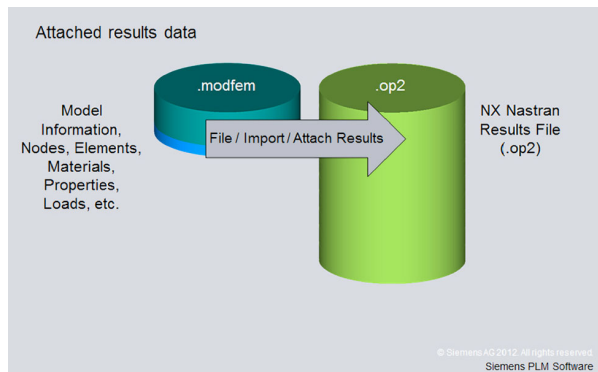 Attached results data
.modfem
.op2
Model
Information,
Nodes, Elements,
Materials,
Properties,
Loads, etc.
File / Import / Attach Results
NX Nastran
Results File
(.op2)
© Siemens AG 2012. All rights reserved.
Siemens PLM Software